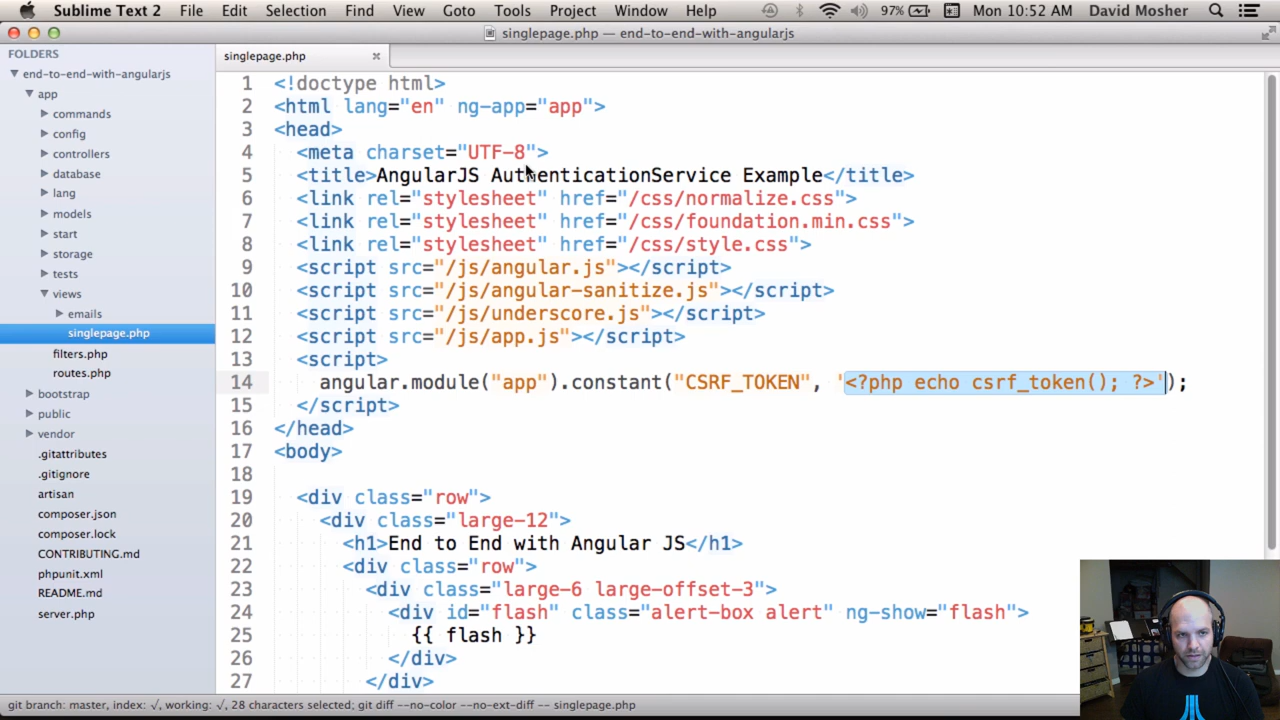 Sublime Text 2 File Edit Selection Find View Goto Tools Project Window Help 97% Mon 10:52 AM David Mosher
singlepage.php — end-to-end-with-angularjs
FOLDERS
end-to-end-with-angularjs
app
commands
config
controllers
database
lang
models
start
storage
tests
views
emails
singlepage.php
filters.php
routes.php
bootstrap
public
vendor
.gitattributes
.gitignore
artisan
composer.json
composer.lock
CONTRIBUTING.md
phpunit.xml
README.md
server.php
singlepage.php ×
1 <!doctype html>
2 <html lang="en" ng-app="app">
3 <head>
4 <meta charset="UTF-8">
5 <title>AngularJS AuthenticationService Example</title>
6 <link rel="stylesheet" href="/css/normalize.css">
7 <link rel="stylesheet" href="/css/foundation.min.css">
8 <link rel="stylesheet" href="/css/style.css">
9 <script src="/js/angular.js"></script>
10 <script src="/js/angular-sanitize.js"></script>
11 <script src="/js/underscore.js"></script>
12 <script src="/js/app.js"></script>
13 <script>
14 angular.module("app").constant("CSRF_TOKEN", '<?php echo csrf_token(); ?>');
15 </script>
16 </head>
17 <body>
18
19 <div class="row">
20 <div class="large-12">
21 <h1>End to End with Angular JS</h1>
22 <div class="row">
23 <div class="large-6 large-offset-3">
24 <div id="flash" class="alert-box alert" ng-show="flash">
25 {{ flash }}
26 </div>
27 </div>
git branch: master, index: √, working: √, 28 characters selected; git diff --no-color --no-ext-diff -- singlepage.php